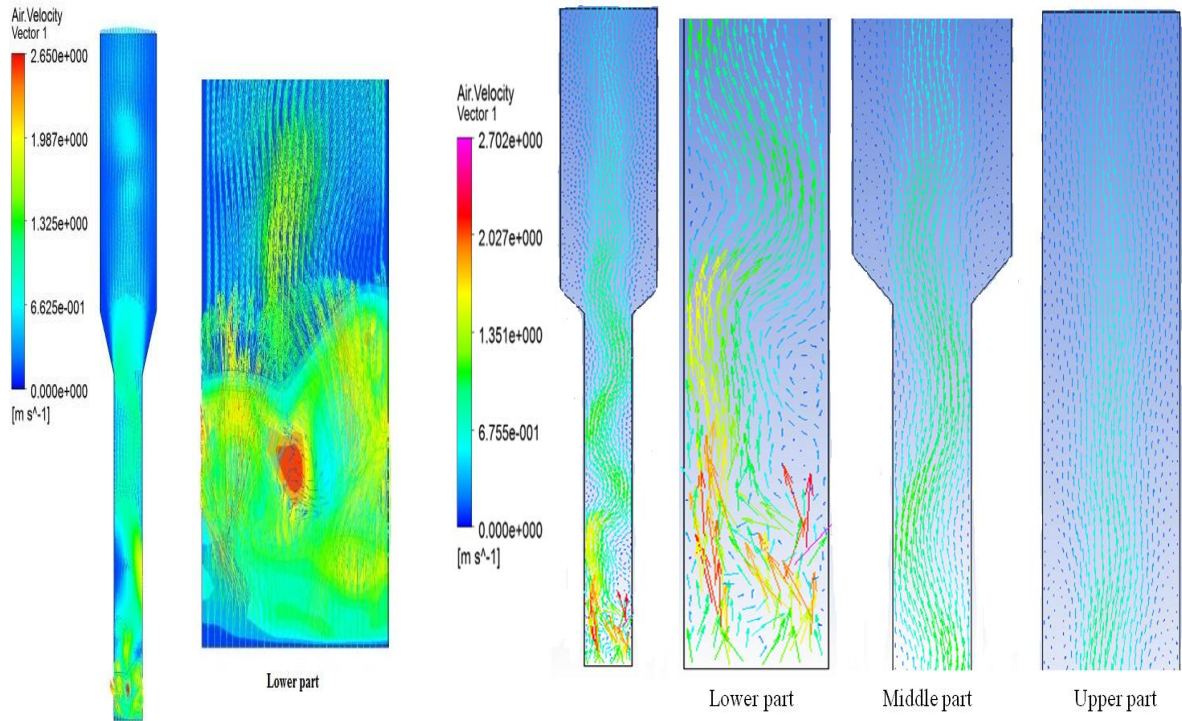 Air.Velocity
Vector 1
2.650e+000
1.987e+000
1.325e+000
6.625e-001
0.000e+000
[m s^-1]
Lower part
Air.Velocity
Vector 1
2.702e+000
2.027e+000
1.351e+000
6.755e-001
0.000e+000
[m s^-1]
Lower part
Middle part
Upper part